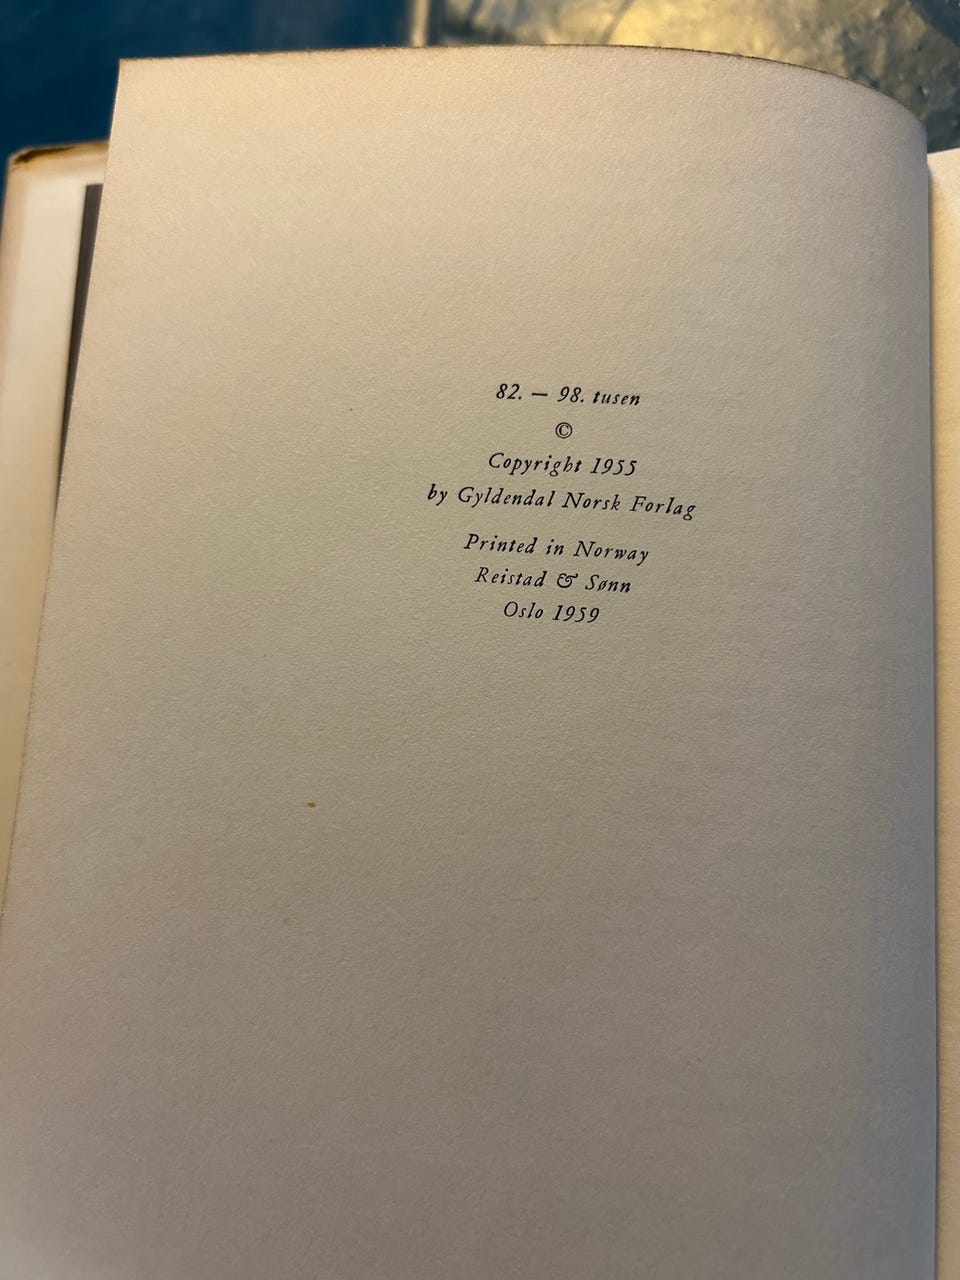 82. — 98. tusen
©
Copyright 1955
by Gyldendal Norsk Forlag
Printed in Norway
Reistad & Sønn
Oslo 1959